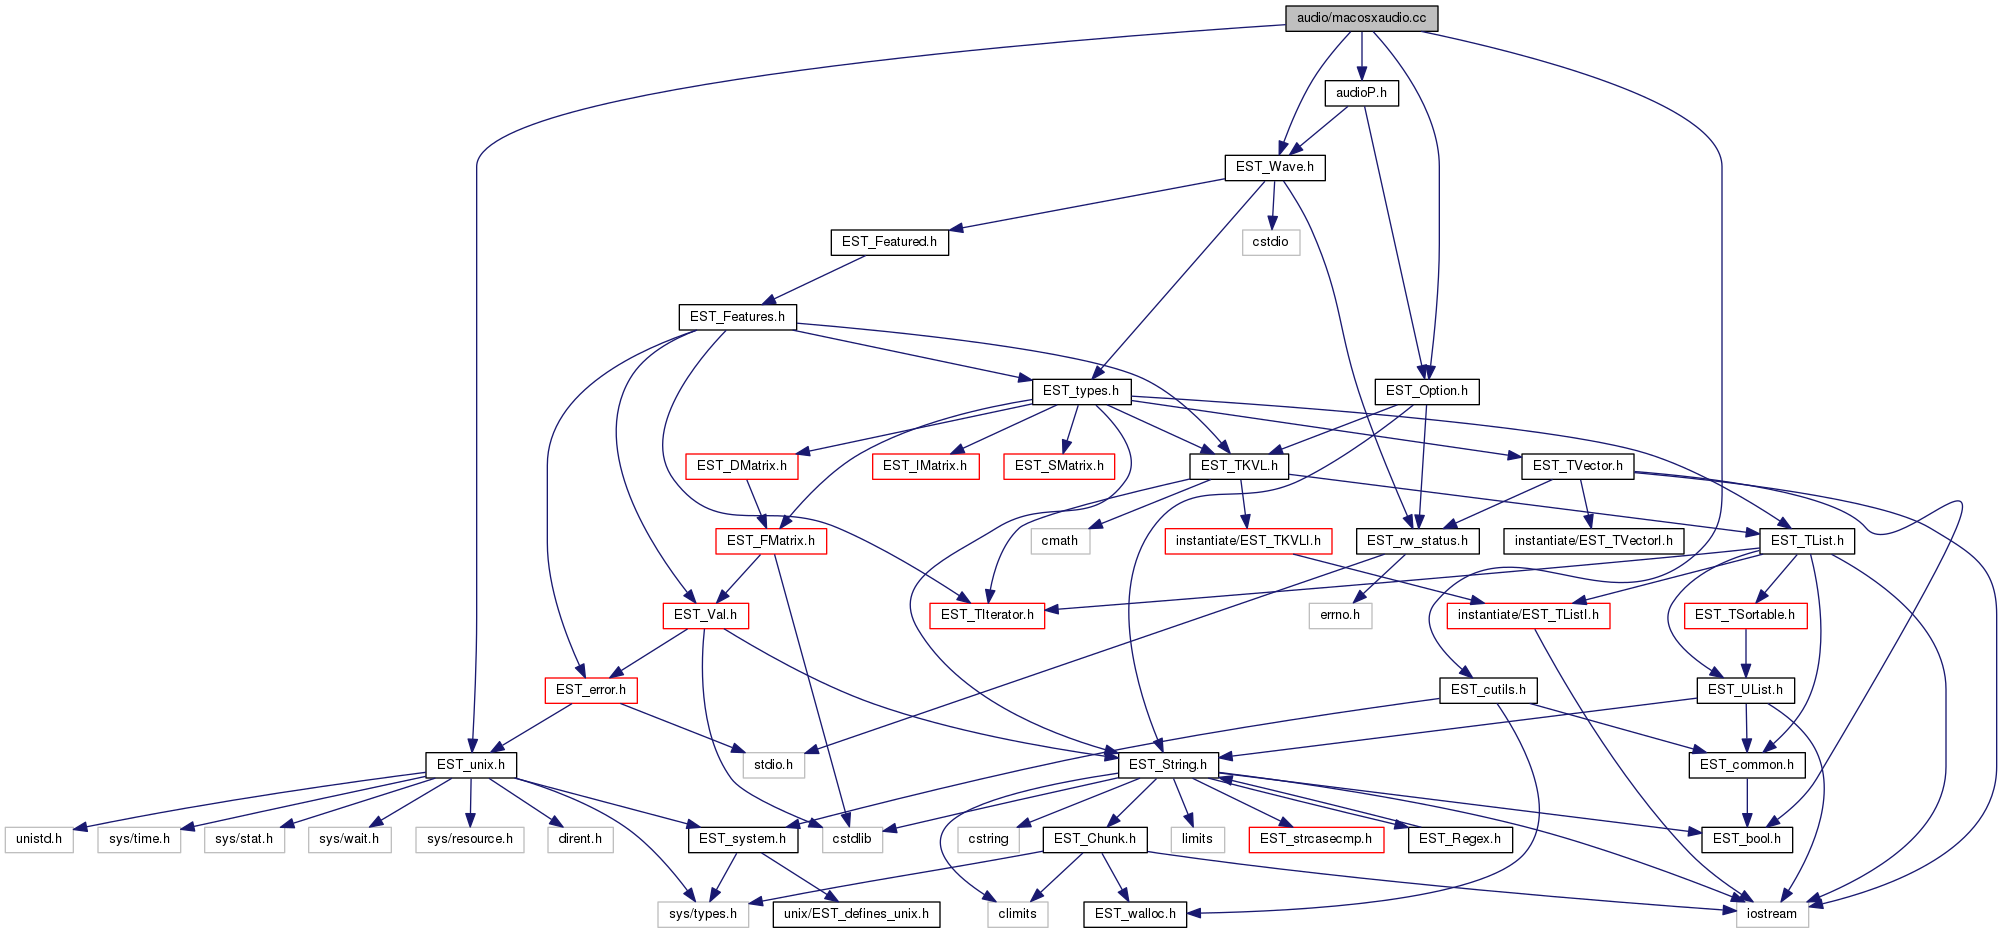 audio/macosxaudio.cc
audioP.h
EST_Wave.h
EST_Featured.h
cstdio
EST_Features.h
EST_types.h
EST_Option.h
EST_DMatrix.h
EST_IMatrix.h
EST_SMatrix.h
EST_TKVL.h
EST_TVector.h
EST_FMatrix.h
cmath
instantiate/EST_TKVLI.h
EST_rw_status.h
instantiate/EST_TVectorI.h
EST_TList.h
EST_Val.h
EST_TIterator.h
errno.h
instantiate/EST_TListI.h
EST_TSortable.h
EST_error.h
EST_cutils.h
EST_UList.h
EST_unix.h
stdio.h
EST_String.h
EST_common.h
unistd.h
sys/time.h
sys/stat.h
sys/wait.h
sys/resource.h
dirent.h
EST_system.h
cstdlib
cstring
EST_Chunk.h
limits
EST_strcasecmp.h
EST_Regex.h
EST_bool.h
sys/types.h
unix/EST_defines_unix.h
climits
EST_walloc.h
iostream